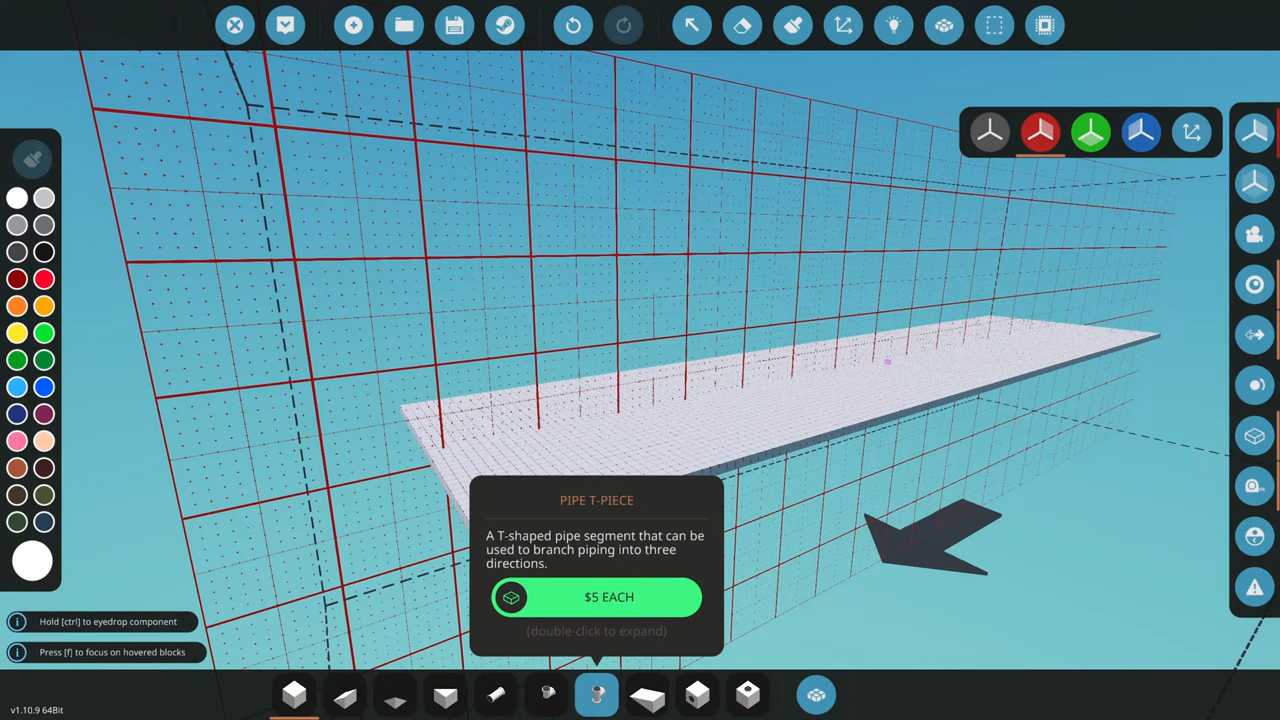 PIPE T-PIECE
A T-shaped pipe segment that can be
used to branch piping into three
directions.
$5 EACH
(double-click to expand)
Hold [ctrl] to eyedrop component
Press [f] to focus on hovered blocks
v1.10.9 64Bit